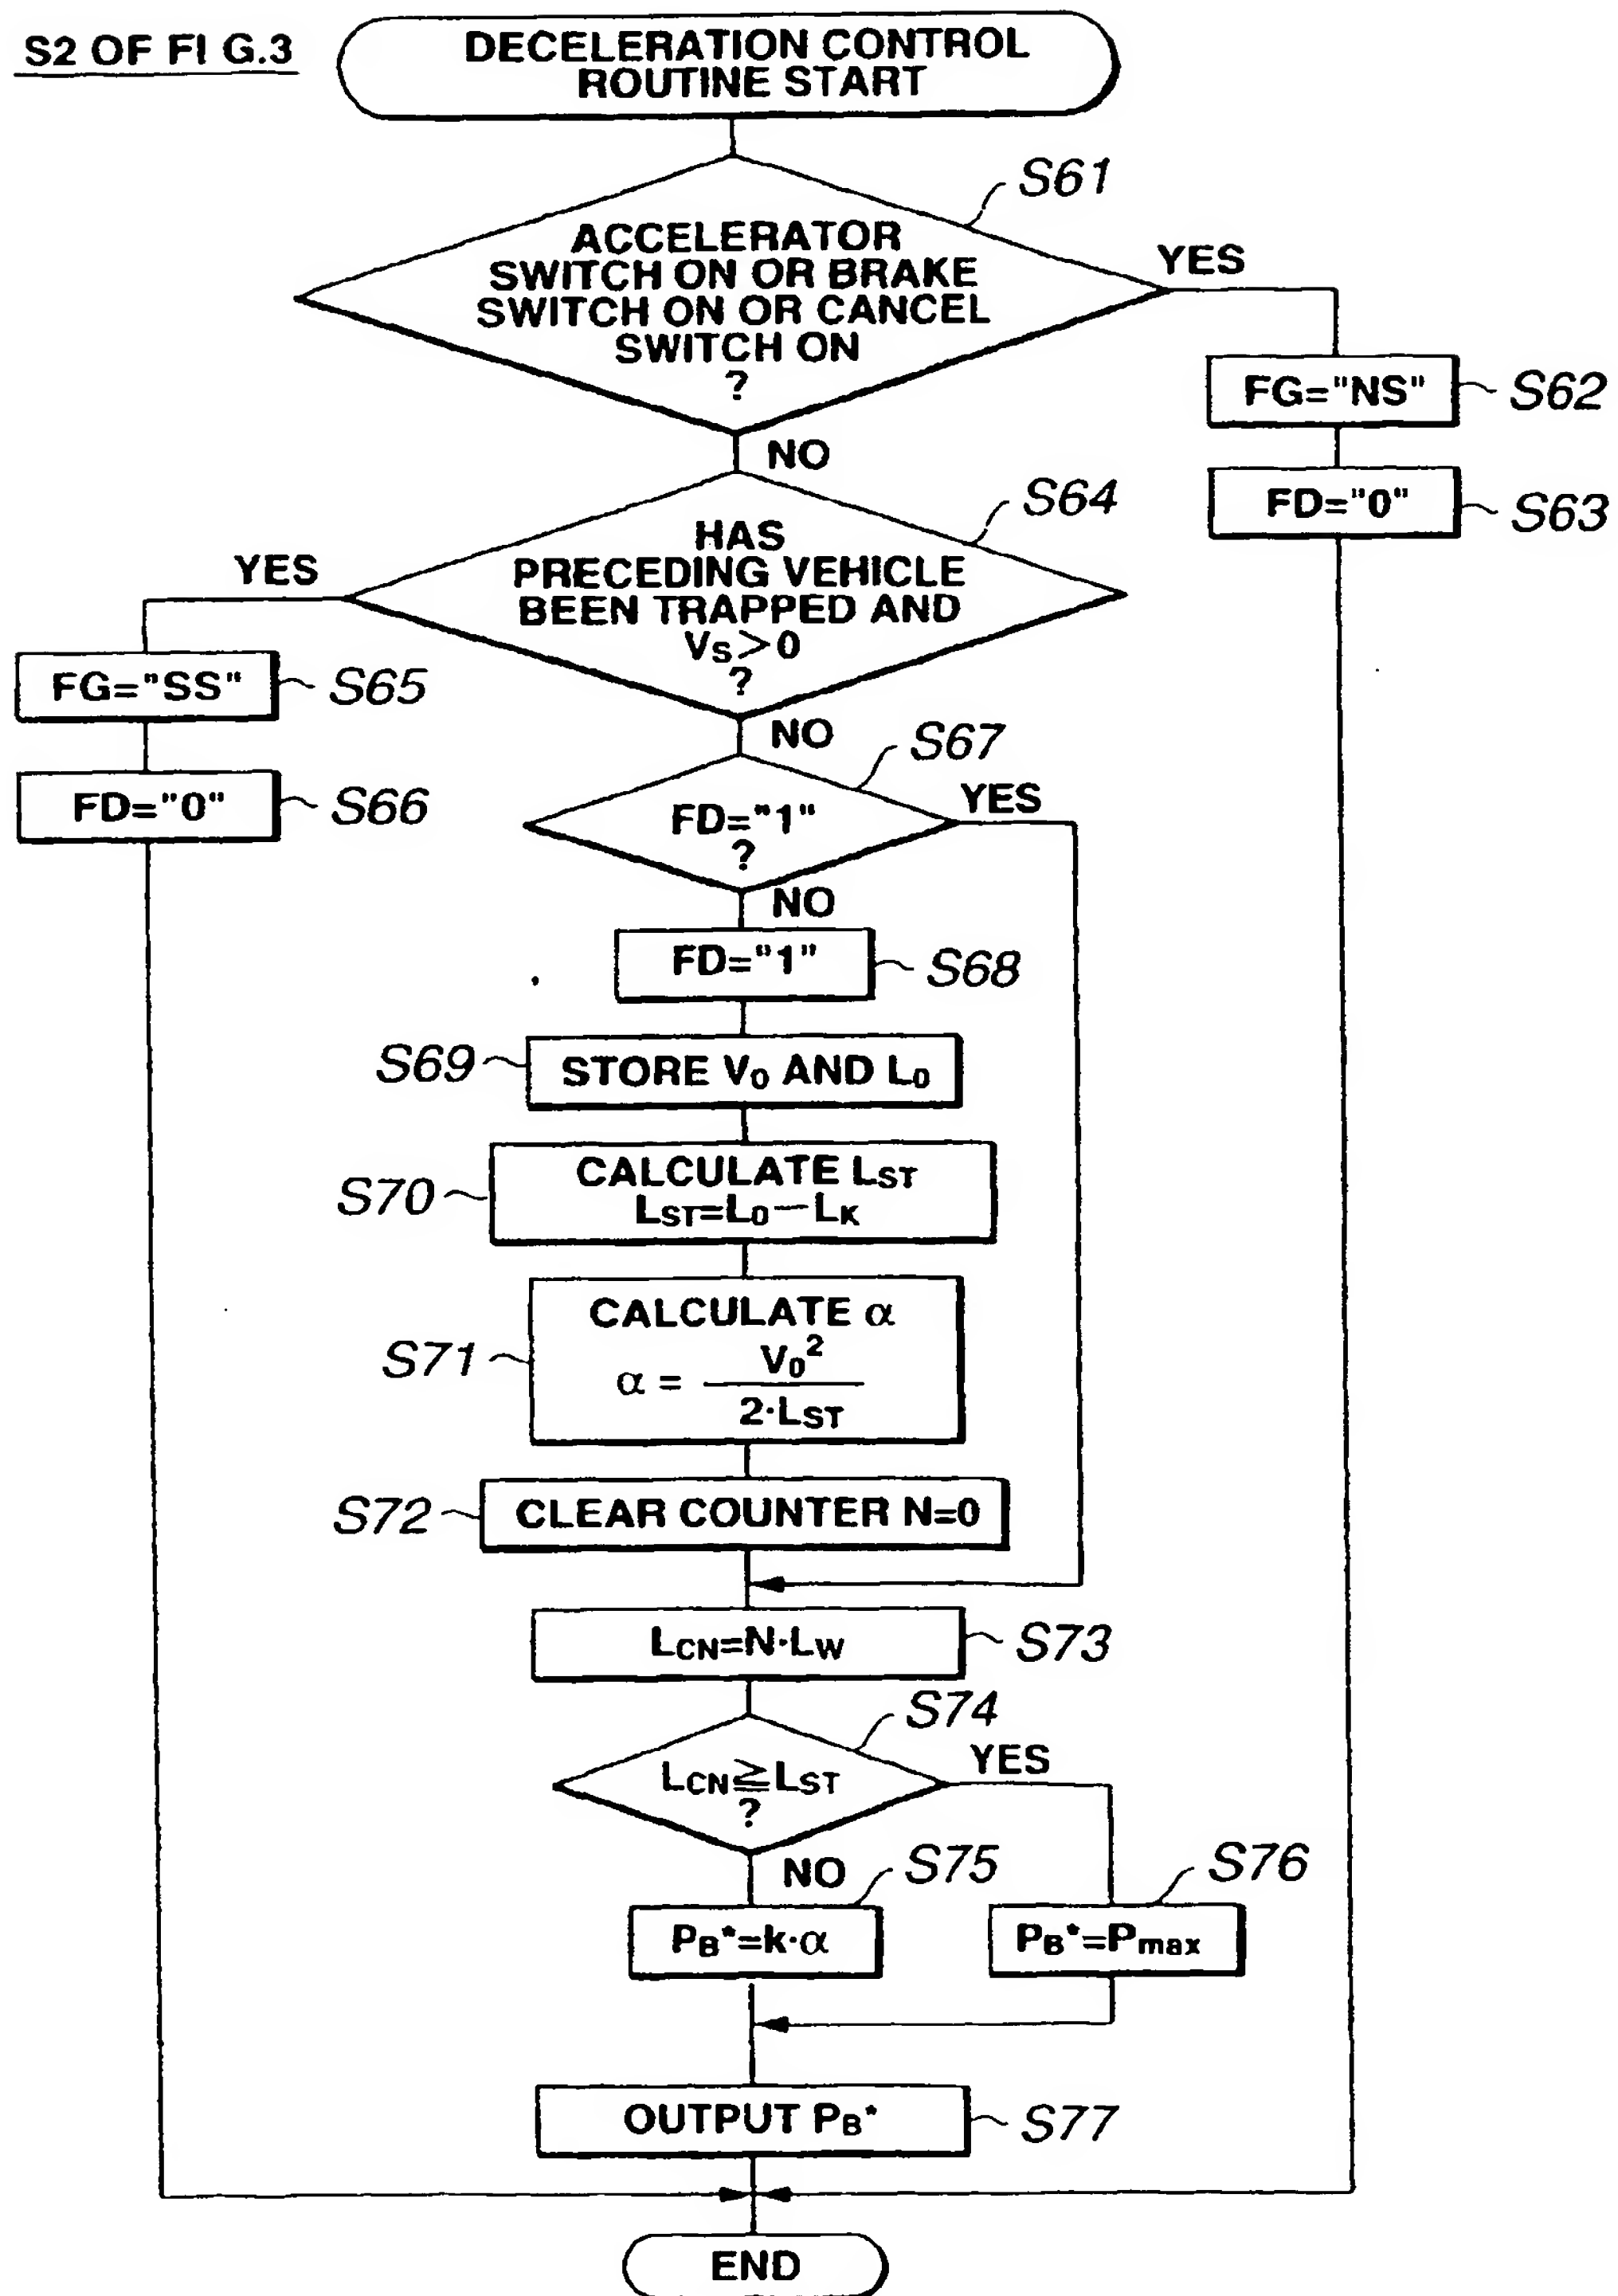 S2 OF FI G.3
DECELERATION CONTROL
ROUTINE START
S61
ACCELERATOR
SWITCH ON OR BRAKE
SWITCH ON OR CANCEL
SWITCH ON
?
YES
NO
FG="NS"
S62
FD="0"
S63
S64
HAS
PRECEDING VEHICLE
BEEN TRAPPED AND
VS>0
?
YES
NO
FG="SS"
S65
FD="0"
S66
S67
FD="1"
?
YES
NO
FD="1"
S68
S69
STORE V0 AND L0
S70
CALCULATE LST
LST=L0−LK
S71
CALCULATE α
α = V0² / 2·LST
S72
CLEAR COUNTER N=0
LCN=N·LW
S73
S74
LCN≧LST
?
YES
NO
S75
PB*=k·α
S76
PB*=Pmax
OUTPUT PB*
S77
END